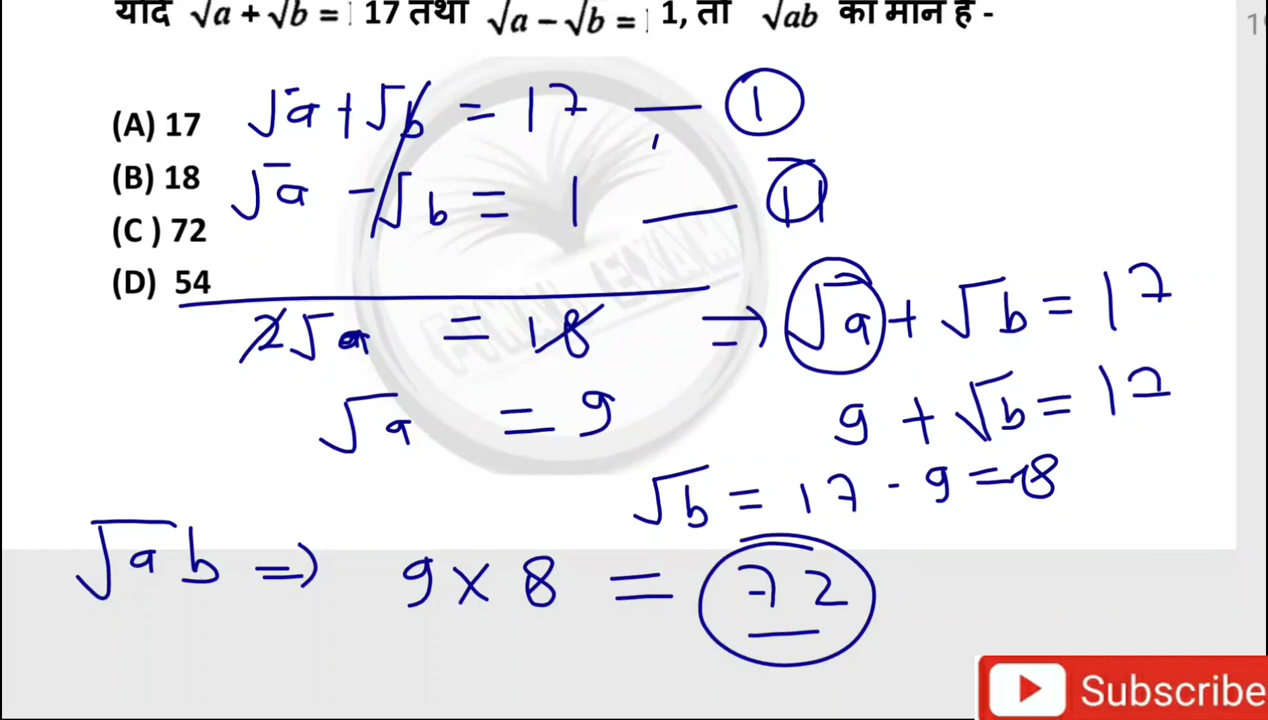 यदि √a + √b = 17 तथा √a − √b = 1, तो √ab का मान है -
(A) 17 √a + √b = 17 — 1
(B) 18 √a - √b = 1 — II
(C ) 72
(D) 54
2√a = 18 ⇒ √a + √b = 17
√a = 9 9 + √b = 17
√b = 17 - 9 = 8
√ab ⇒ 9 × 8 = 72
Subscribe